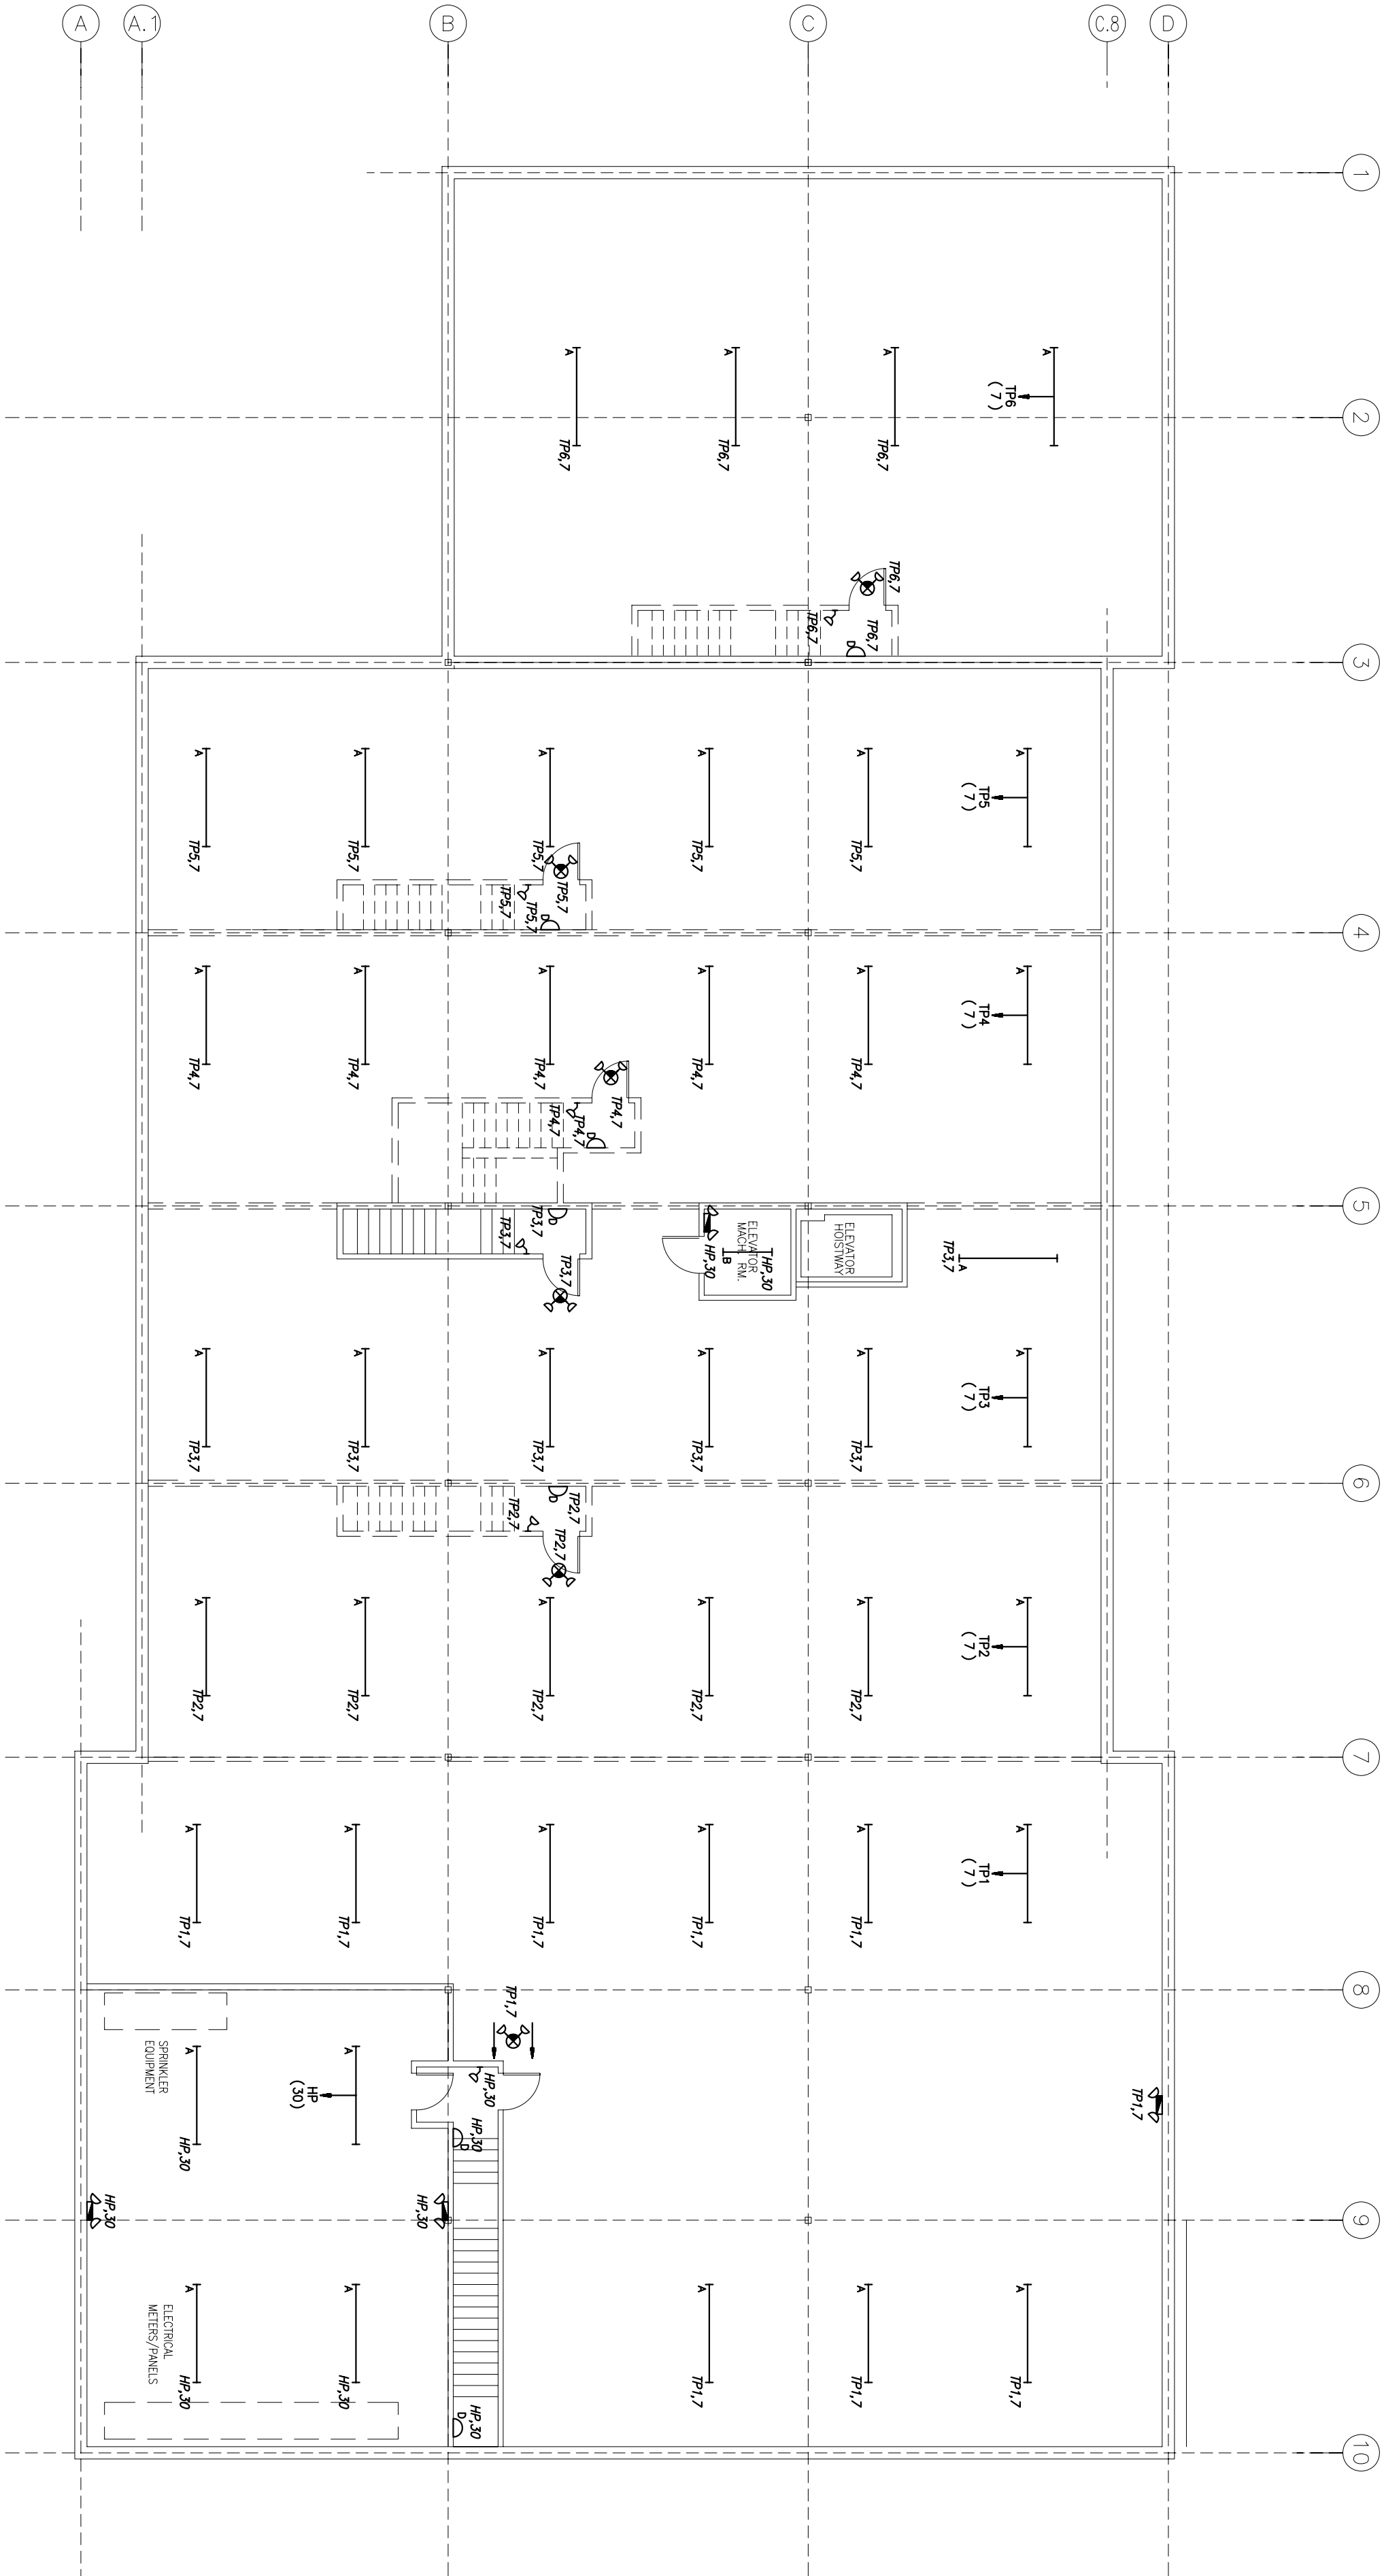 A
A.1
B
C
C.8
D
1
A
A
A
A
TP6
(7)
2
TP6,7
TP6,7
TP6,7
TP6,7
TP6,7
TP6,7
D
3
A
A
A
A
A
A
TP5
(7)
TP5,7
TP5,7
TP5,7
TP5,7
TP5,7
TP5,7
TP5,7
TP5,7
D
4
A
A
A
A
A
A
TP4
(7)
TP4,7
TP4,7
TP4,7
TP4,7
TP4,7
TP4,7
TP4,7
TP4,7
D
5
TP3,7
D
TP3,7
TP3,7
HP,30
ELEVATOR
MACH. RM.
HP,30
B
ELEVATOR
HOISTWAY
TP3,7
A
A
A
A
A
A
A
TP3
(7)
TP3,7
TP3,7
TP3,7
TP3,7
TP3,7
6
TP2,7
D
TP2,7
TP2,7
A
A
A
A
A
A
TP2
(7)
TP2,7
TP2,7
TP2,7
TP2,7
TP2,7
7
A
A
A
A
A
A
TP1
(7)
TP1,7
TP1,7
TP1,7
TP1,7
TP1,7
8
TP1,7
SPRINKLER
EQUIPMENT
A
A
HP
(30)
HP,30
HP,30
HP,30
D
TP1,7
HP,30
HP,30
9
A
A
A
A
A
ELECTRICAL
METERS/PANELS
HP,30
HP,30
TP1,7
TP1,7
TP1,7
HP,30
D
10